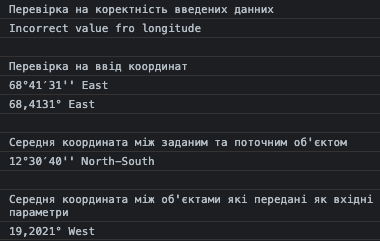 Перевірка на коректність введених данних
Incorrect value fro longitude
Перевірка на ввід координат
68°41′31'' East
68,4131° East
Середня координата між заданим та поточним об'єктом
12°30′40'' North-South
Середня координата між об'єктами які передані як вхідні
параметри
19,2021° West